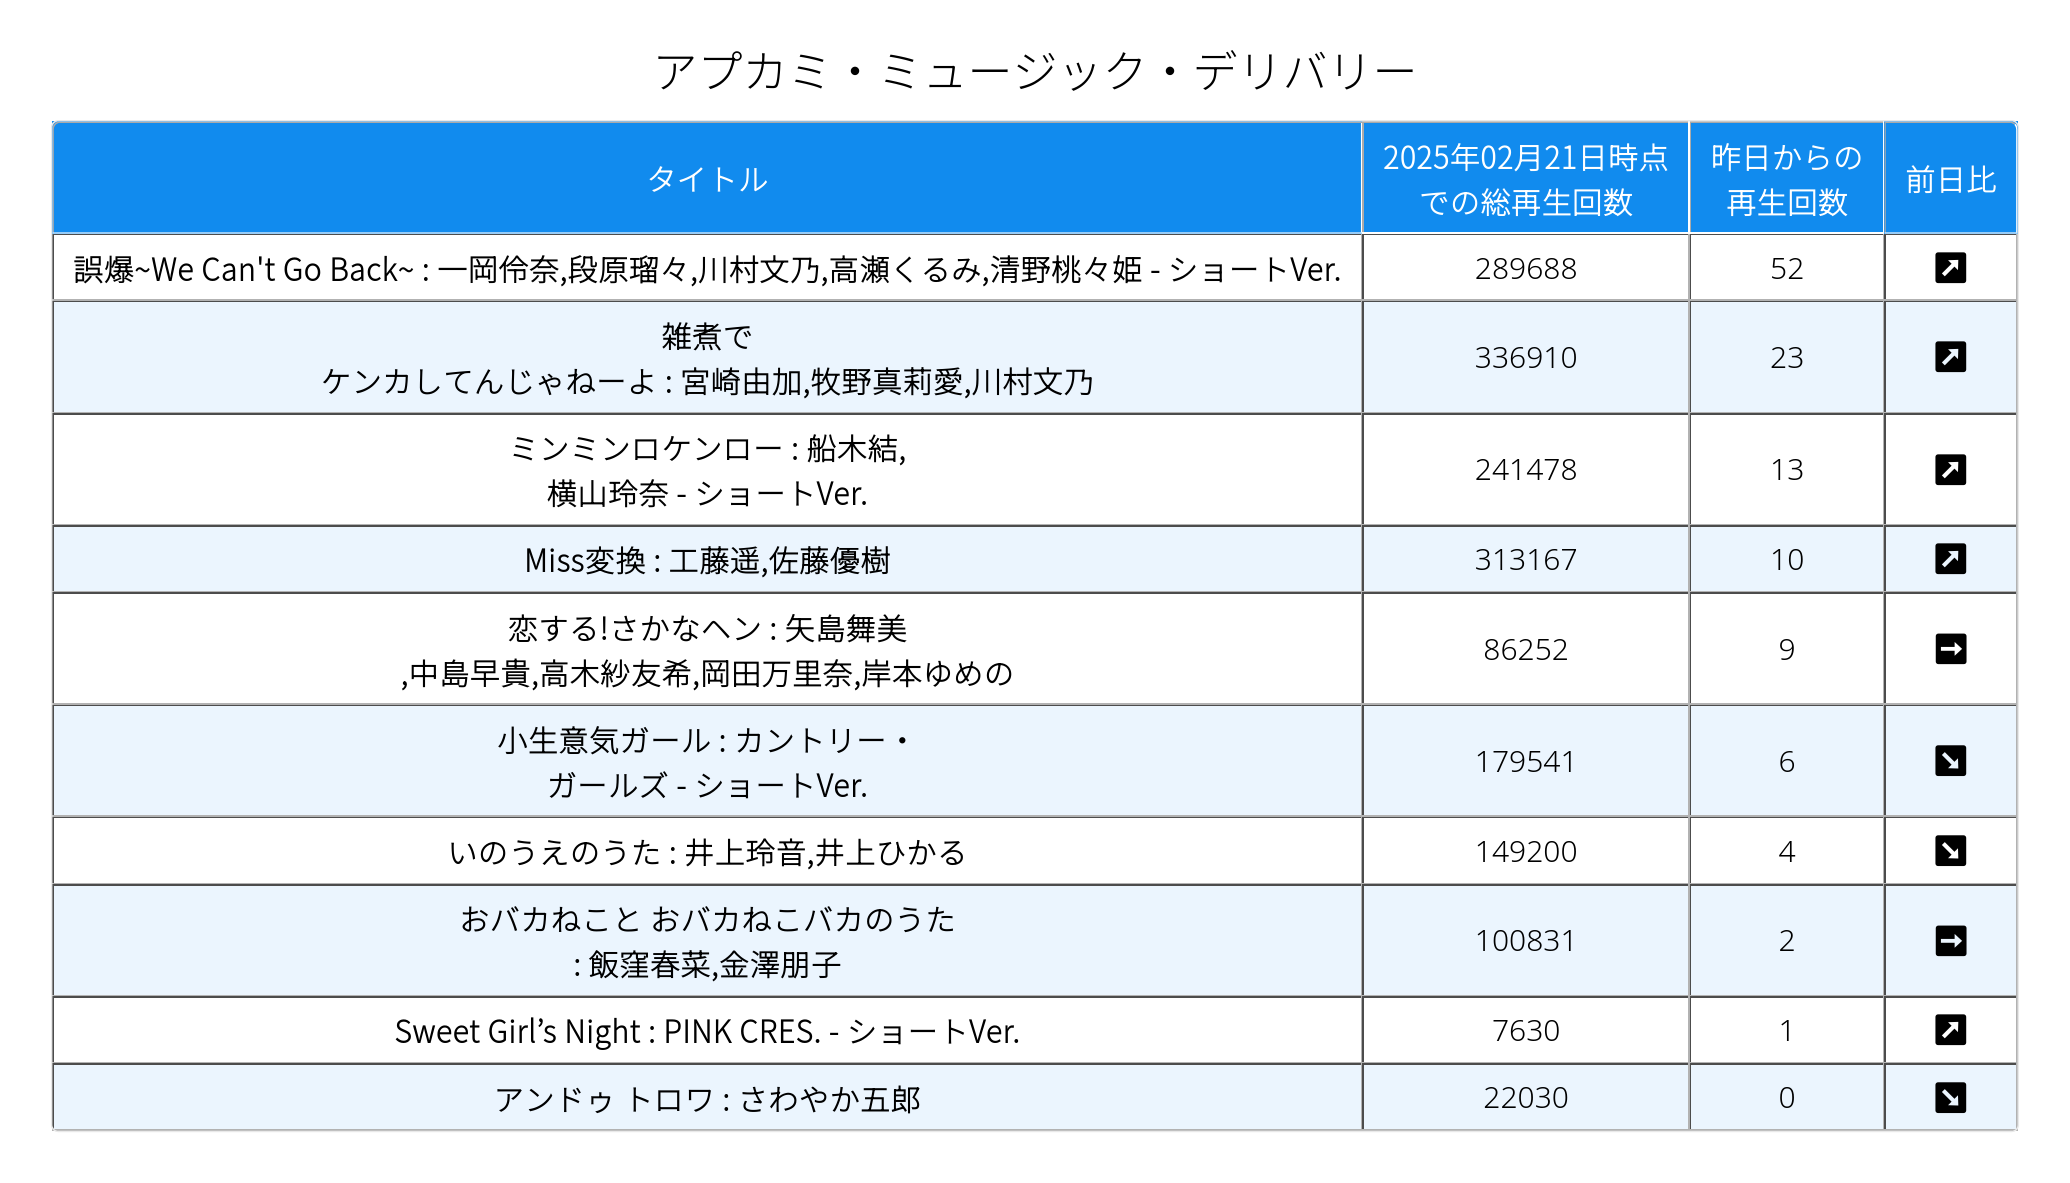 アプカミ・ミュージック・デリバリー
タイトル
2025年02月21日時点
での総再生回数
昨日からの
再生回数
前日比
誤爆~We Can't Go Back~ : 一岡伶奈,段原瑠々,川村文乃,高瀬くるみ,清野桃々姫 - ショートVer.
289688
52
雑煮で
ケンカしてんじゃねーよ : 宮崎由加,牧野真莉愛,川村文乃
336910
23
ミンミンロケンロー : 船木結,
横山玲奈 - ショートVer.
241478
13
Miss変換 : 工藤遥,佐藤優樹
313167
10
恋する!さかなヘン : 矢島舞美
,中島早貴,高木紗友希,岡田万里奈,岸本ゆめの
86252
9
小生意気ガール : カントリー・
ガールズ - ショートVer.
179541
6
いのうえのうた : 井上玲音,井上ひかる
149200
4
おバカねこと おバカねこバカのうた
: 飯窪春菜,金澤朋子
100831
2
Sweet Girl’s Night : PINK CRES. - ショートVer.
7630
1
アンドゥ トロワ : さわやか五郎
22030
0